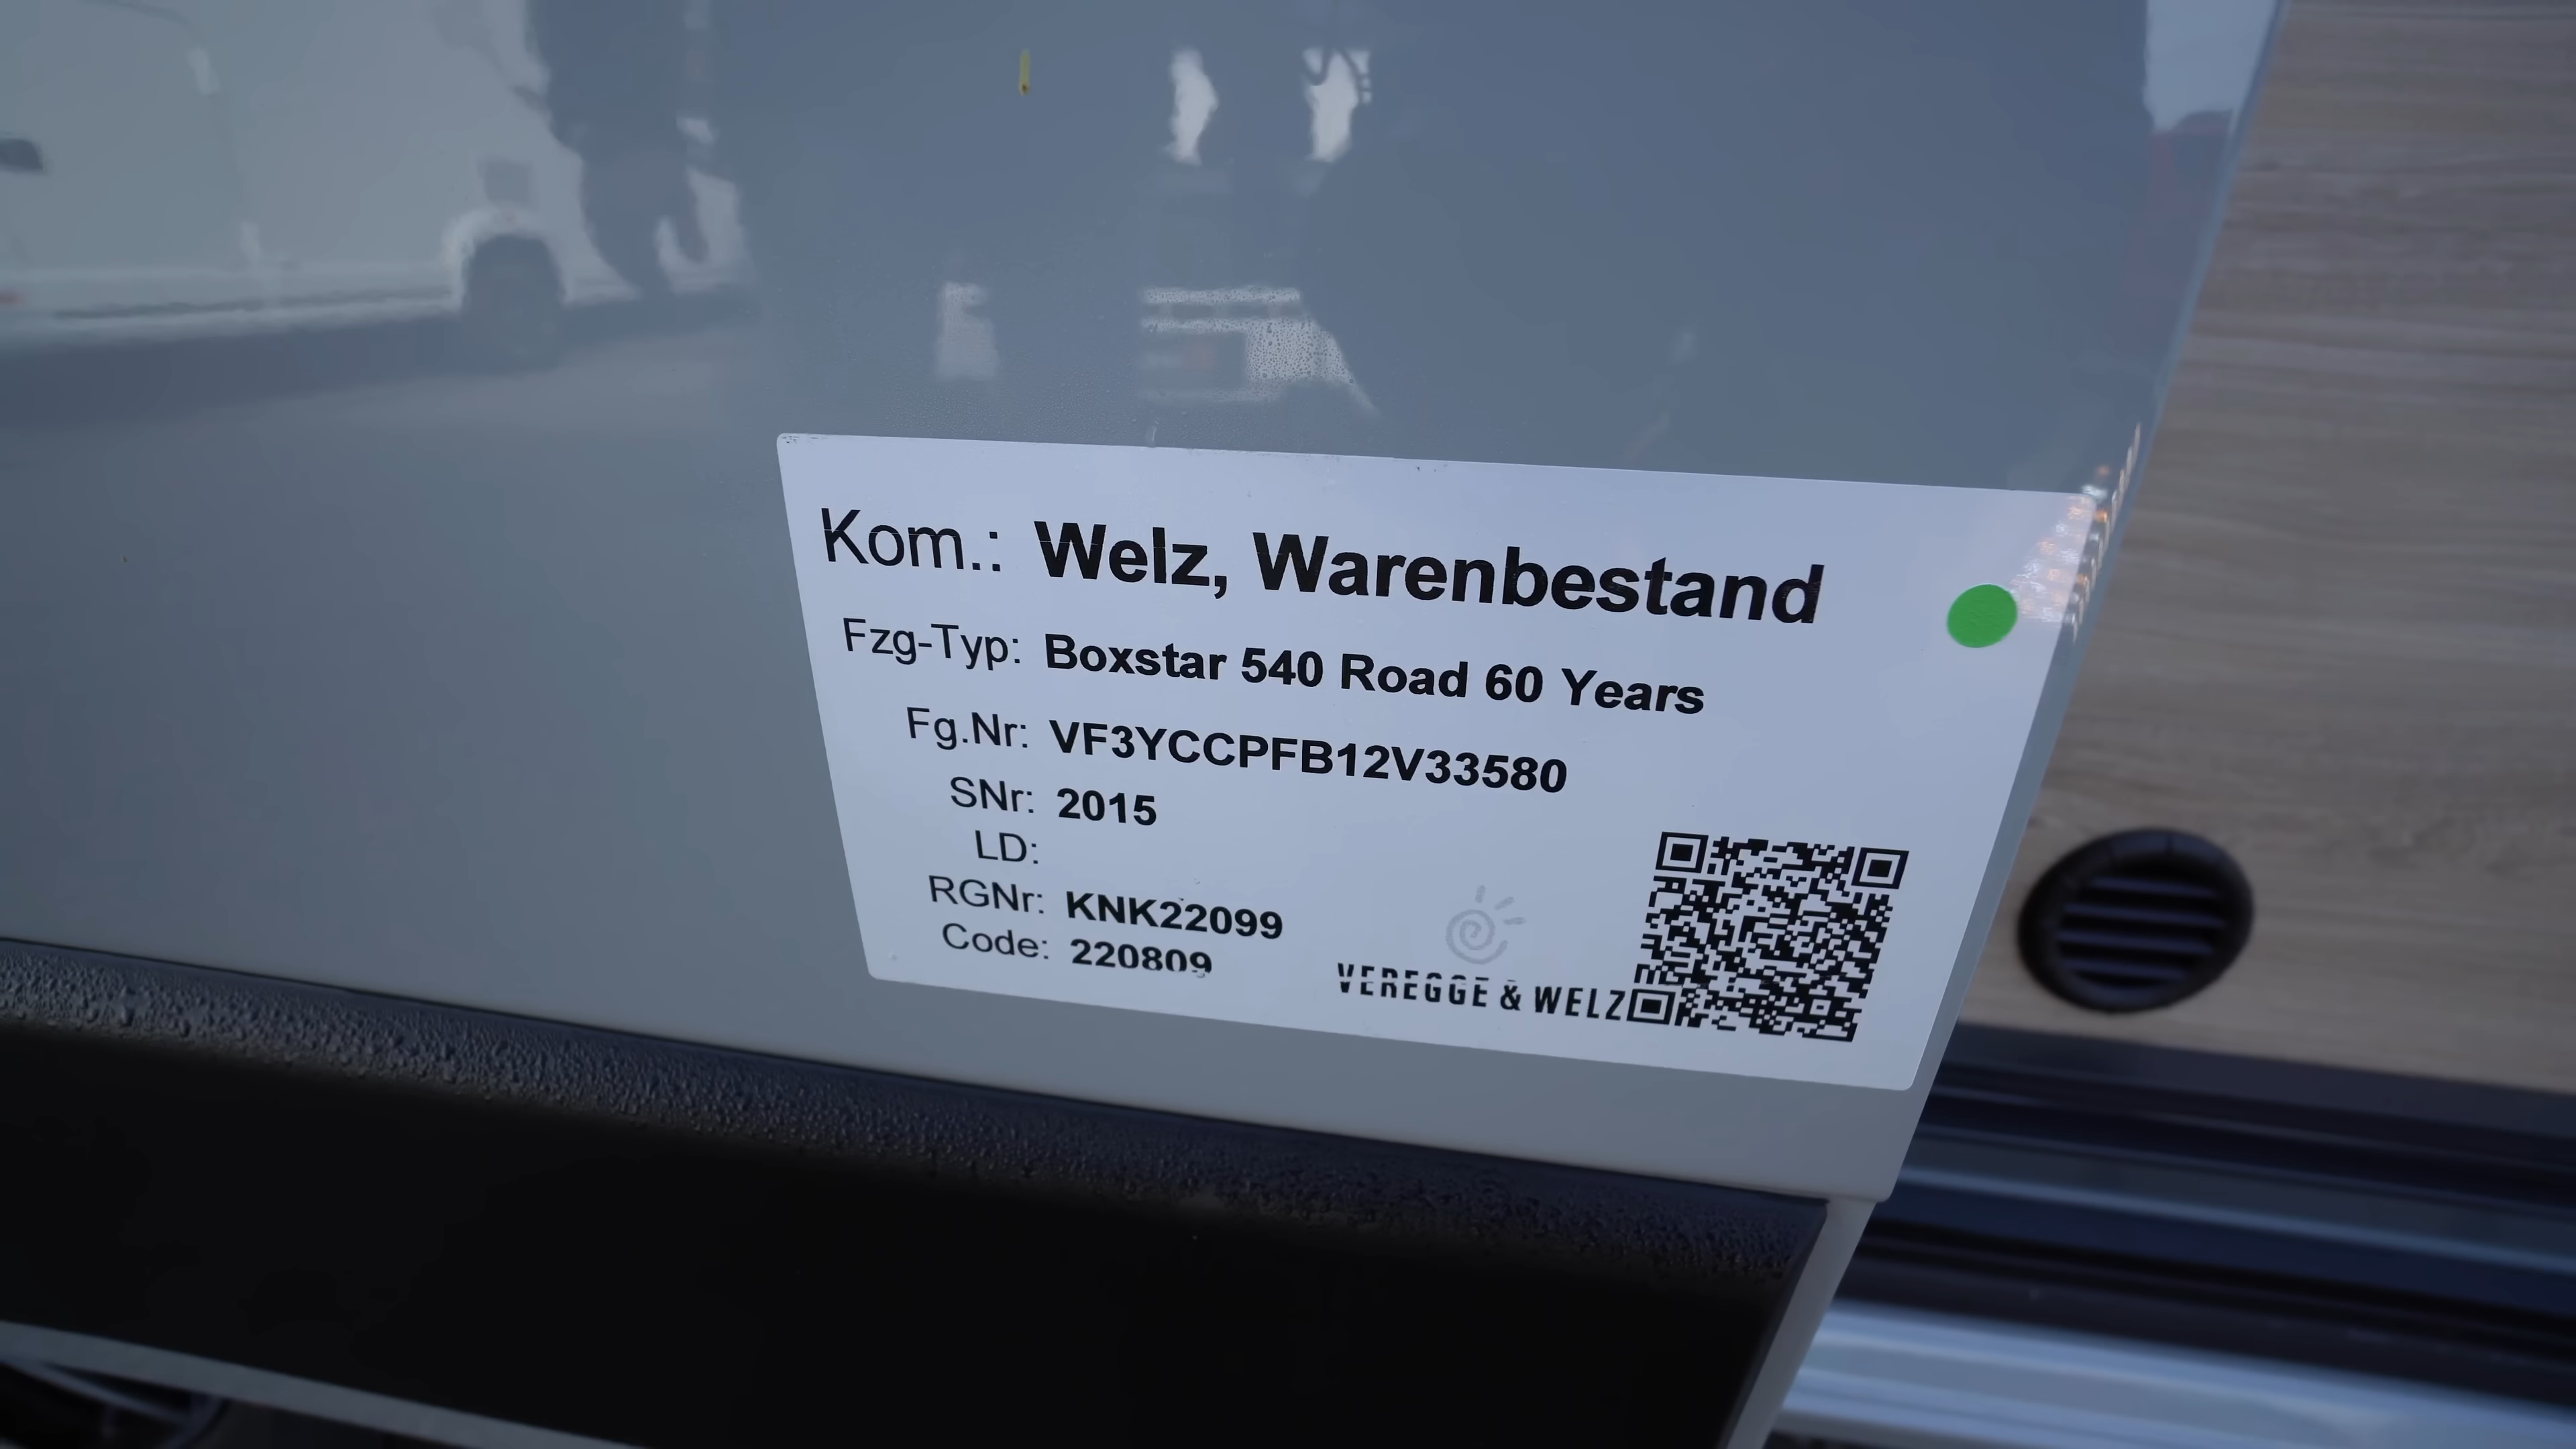 Kom.: Welz, Warenbestand
Fzg-Typ: Boxstar 540 Road 60 Years
Fg.Nr: VF3YCCPFB12V33580
SNr: 2015
LD:
RGNr: KNK22099
Code: 220809
VEREGGE & WELZ